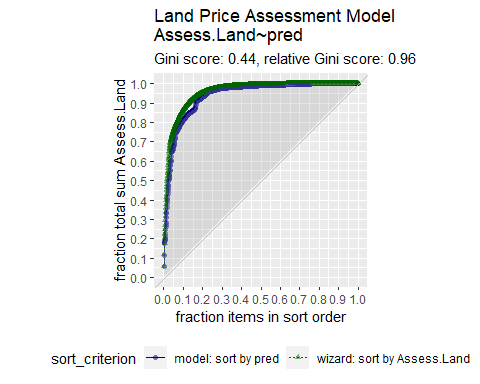 Land Price Assessment Model
Assess.Land~pred
Gini score: 0.44, relative Gini score: 0.96
fraction total sum Assess.Land
1.0
0.9
0.8
0.7
0.6
0.5
0.4
0.3
0.2
0.1
0.0
0.0 0.1 0.2 0.3 0.4 0.5 0.6 0.7 0.8 0.9 1.0
fraction items in sort order
sort_criterion model: sort by pred wizard: sort by Assess.Land